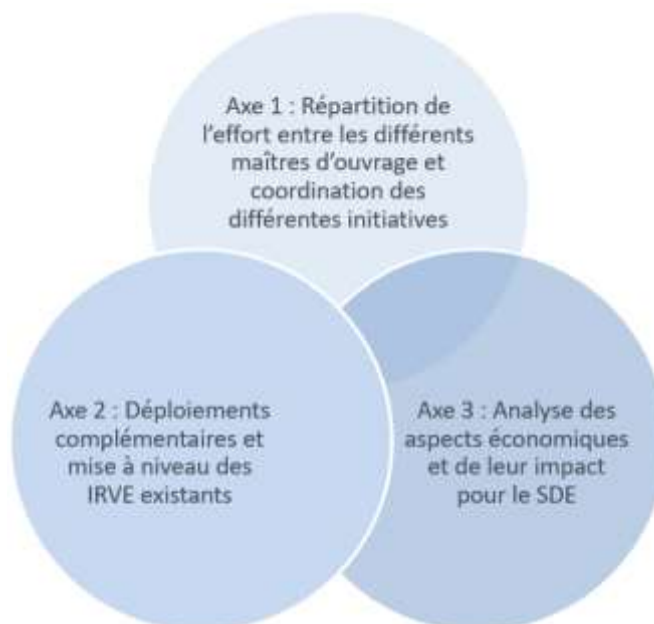 Axe 1 : Répartition de
l'effort entre les différents
maîtres d'ouvrage et
coordination des
différentes initiatives
Axe 2 : Déploiements
complémentaires et
mise à niveau des
IRVE existants
Axe 3 : Analyse des
aspects économiques
et de leur impact
pour le SDE